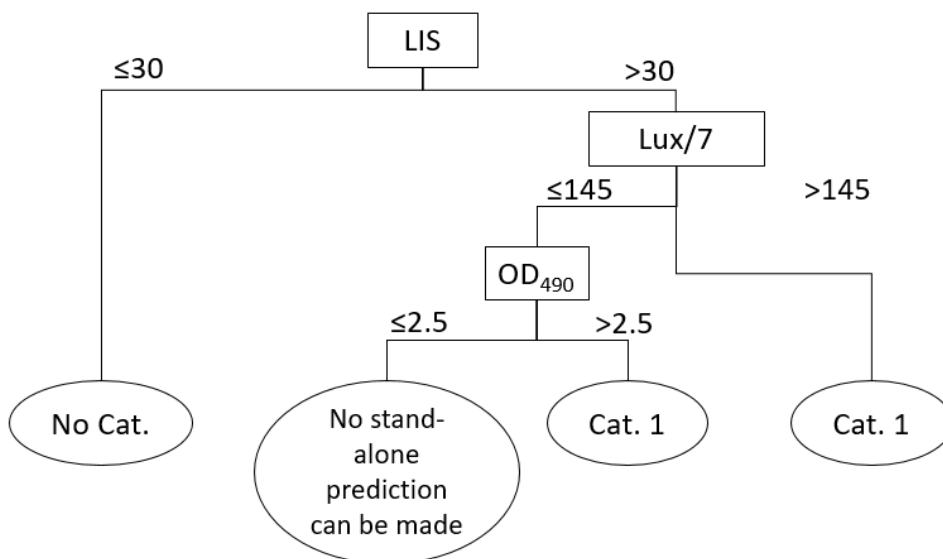 LIS
≤30
>30
Lux/7
≤145
>145
OD₄₉₀
≤2.5
>2.5
No Cat.
No stand-
alone
prediction
can be made
Cat. 1
Cat. 1